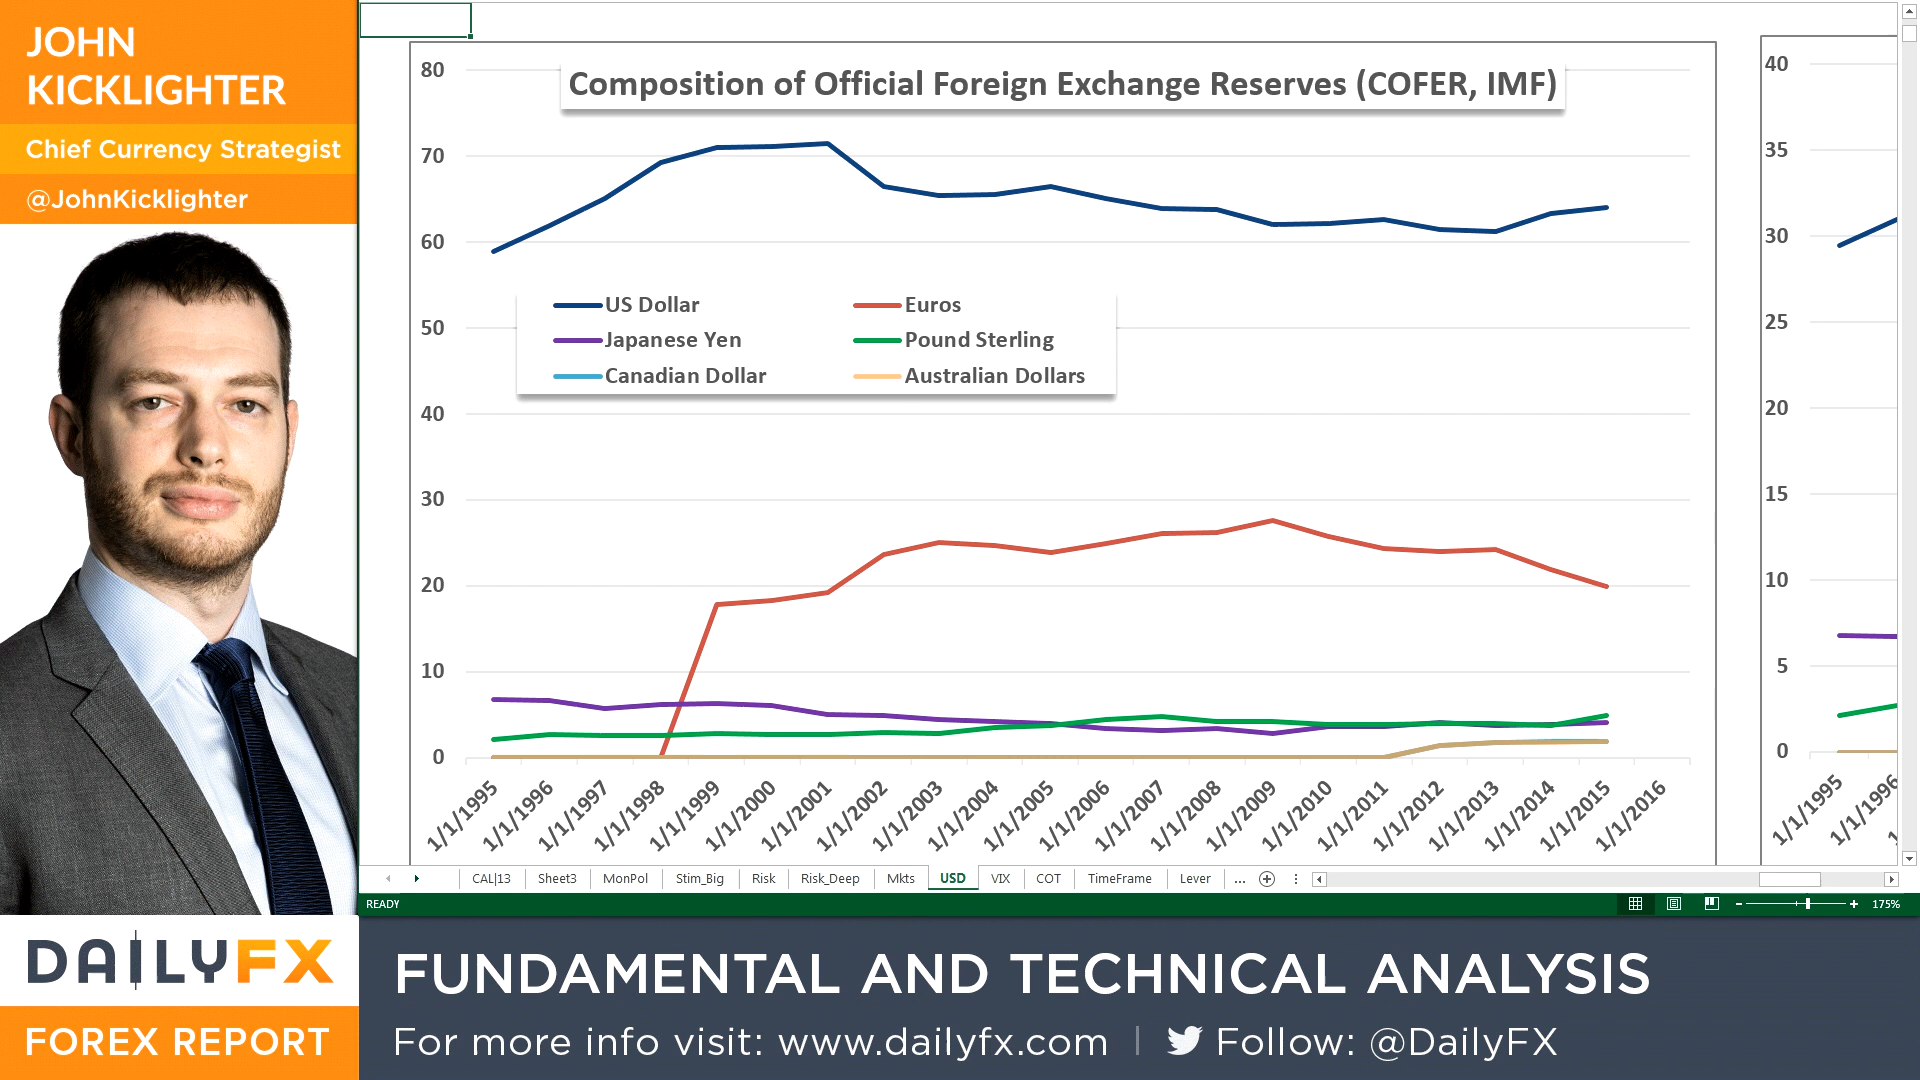 JOHN
KICKLIGHTER
Chief Currency Strategist
@JohnKicklighter
Composition of Official Foreign Exchange Reserves (COFER, IMF)
80
70
60
50
40
30
20
10
0
US Dollar
Euros
Japanese Yen
Pound Sterling
Canadian Dollar
Australian Dollars
1/1/1995
1/1/1996
1/1/1997
1/1/1998
1/1/1999
1/1/2000
1/1/2001
1/1/2002
1/1/2003
1/1/2004
1/1/2005
1/1/2006
1/1/2007
1/1/2008
1/1/2009
1/1/2010
1/1/2011
1/1/2012
1/1/2013
1/1/2014
1/1/2015
1/1/2016
40
35
30
25
20
15
10
5
0
1/1/1995
1/1/1996
CAL|13 Sheet3 MonPol Stim_Big Risk Risk_Deep Mkts USD VIX COT TimeFrame Lever ...
READY
175%
DAILYFX
FOREX REPORT
FUNDAMENTAL AND TECHNICAL ANALYSIS
For more info visit: www.dailyfx.com | Follow: @DailyFX